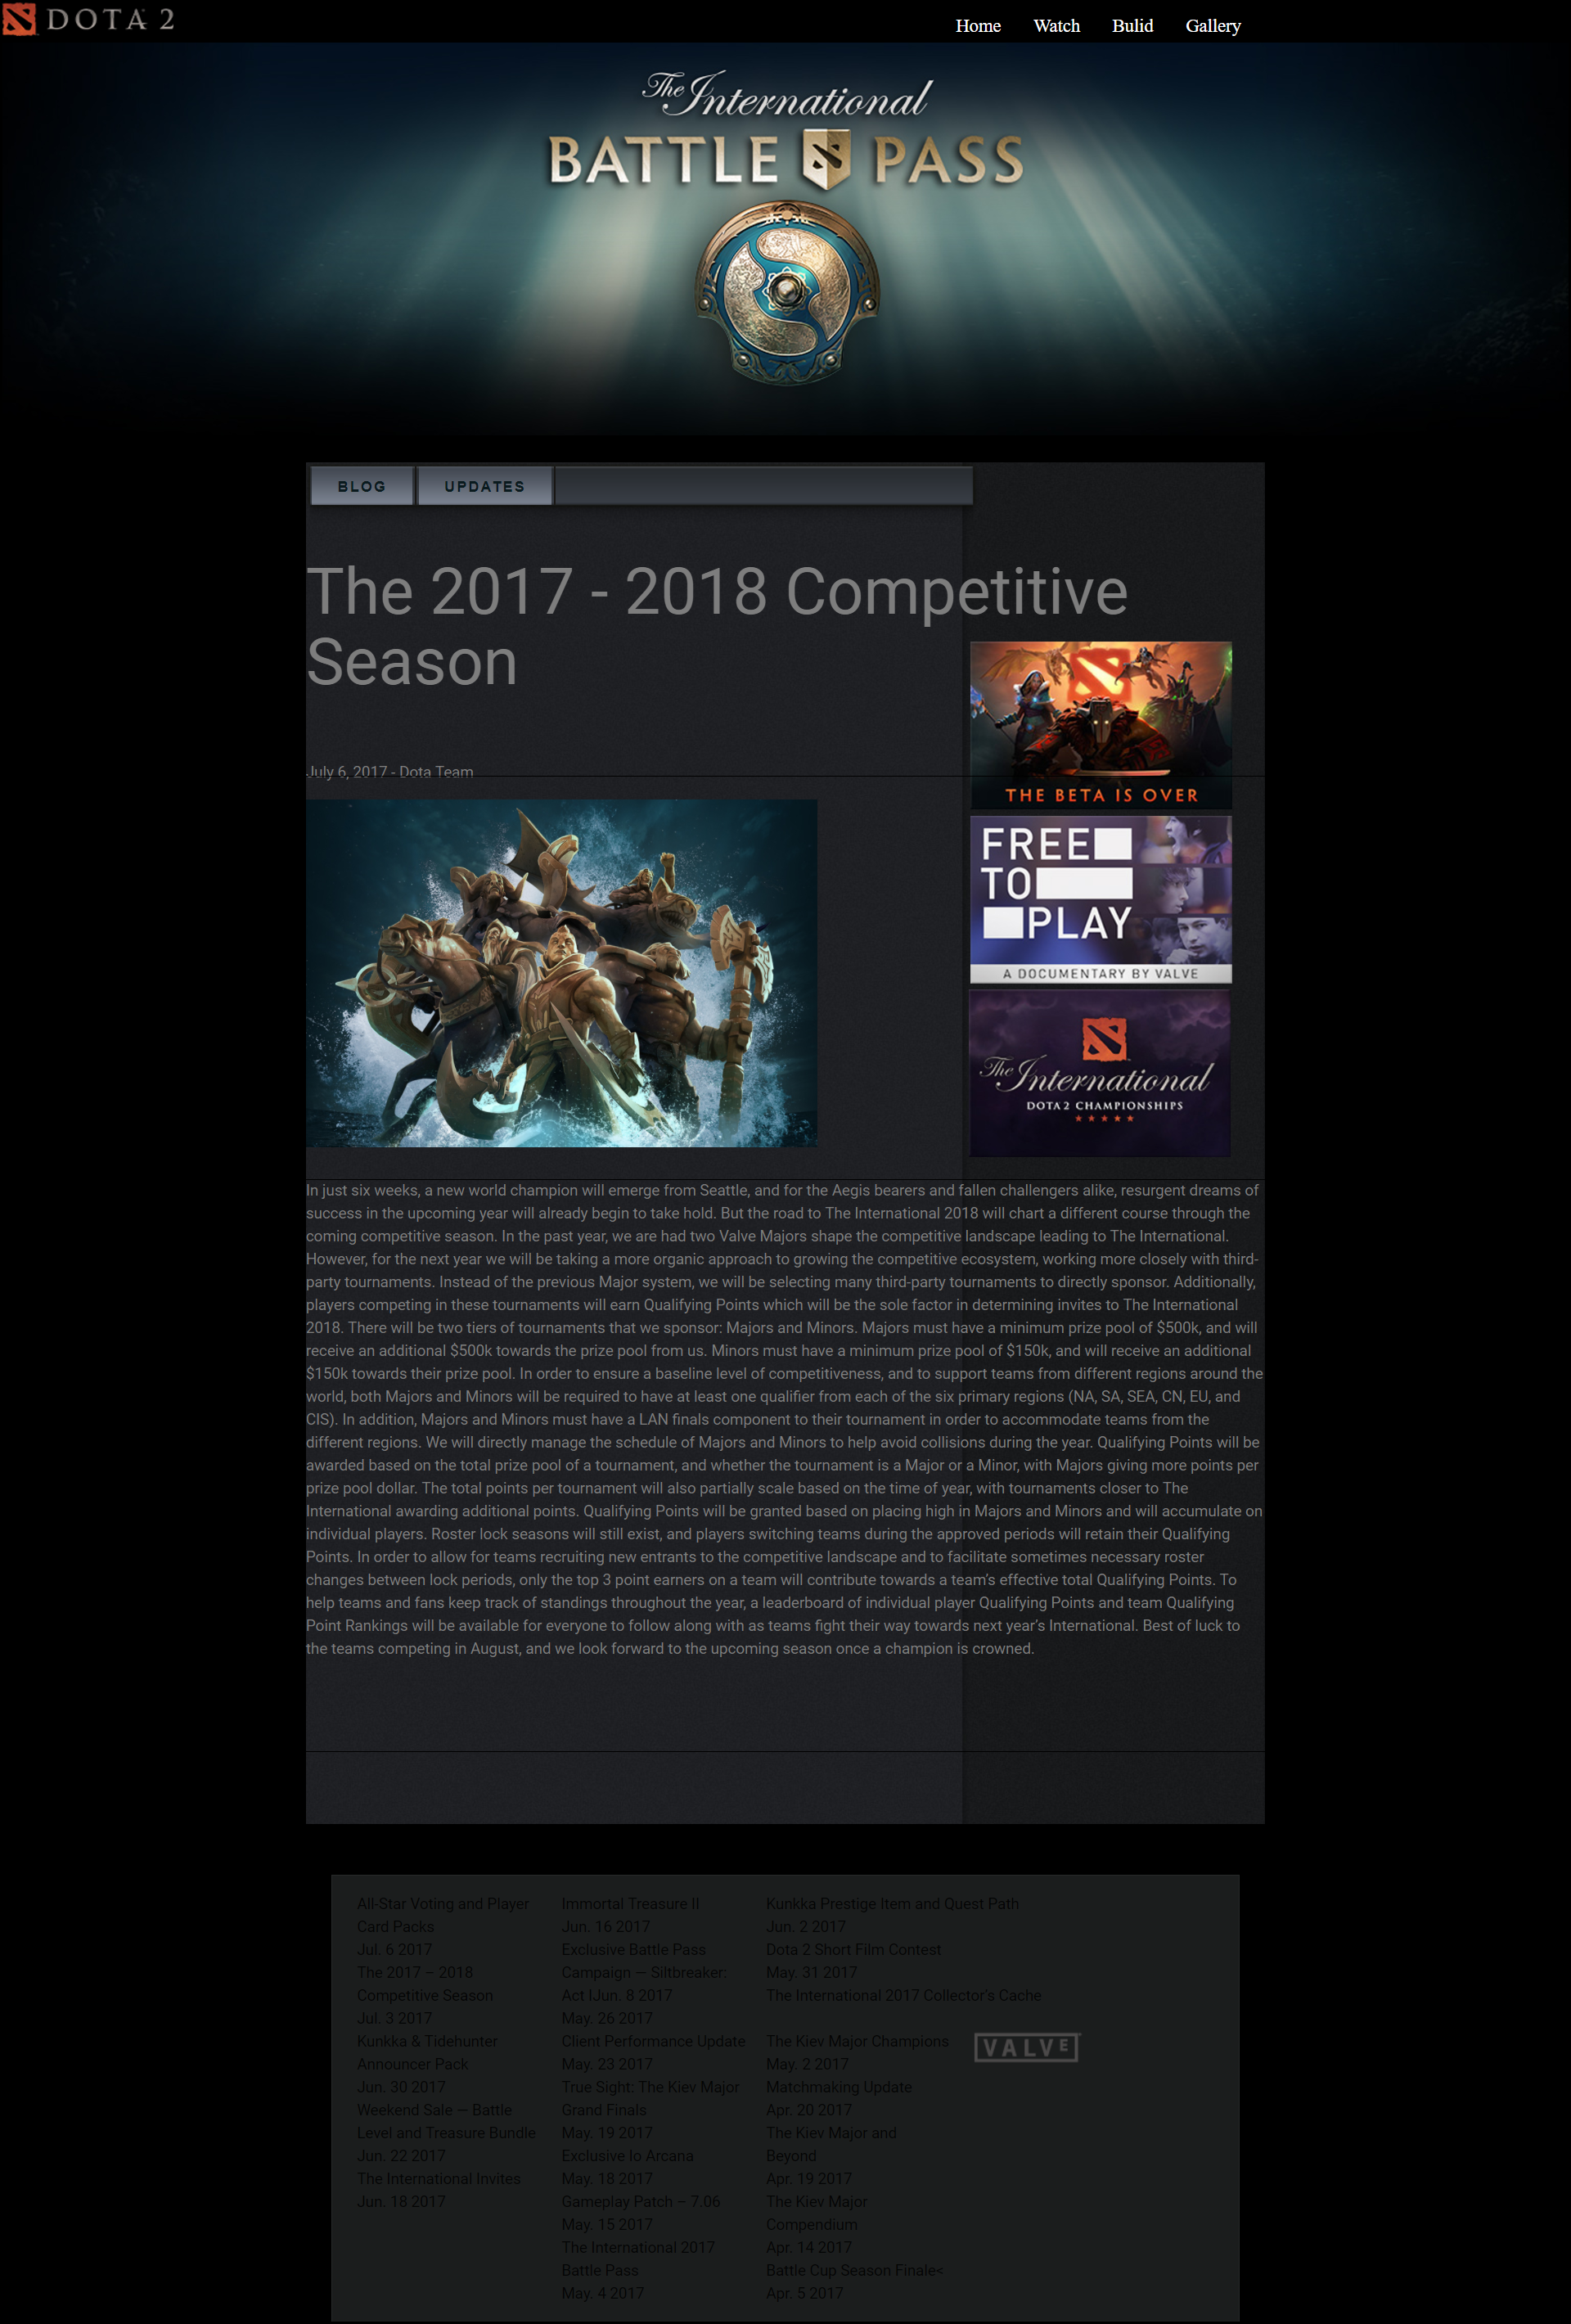 DOTA 2
Home Watch Bulid Gallery
The International
BATTLE PASS
BLOG UPDATES
The 2017 - 2018 Competitive
Season
July 6, 2017 - Dota Team
THE BETA IS OVER
FREE
TO
PLAY
A DOCUMENTARY BY VALVE
The International
DOTA 2 CHAMPIONSHIPS
In just six weeks, a new world champion will emerge from Seattle, and for the Aegis bearers and fallen challengers alike, resurgent dreams of
success in the upcoming year will already begin to take hold. But the road to The International 2018 will chart a different course through the
coming competitive season. In the past year, we are had two Valve Majors shape the competitive landscape leading to The International.
However, for the next year we will be taking a more organic approach to growing the competitive ecosystem, working more closely with third-
party tournaments. Instead of the previous Major system, we will be selecting many third-party tournaments to directly sponsor. Additionally,
players competing in these tournaments will earn Qualifying Points which will be the sole factor in determining invites to The International
2018. There will be two tiers of tournaments that we sponsor: Majors and Minors. Majors must have a minimum prize pool of $500k, and will
receive an additional $500k towards the prize pool from us. Minors must have a minimum prize pool of $150k, and will receive an additional
$150k towards their prize pool. In order to ensure a baseline level of competitiveness, and to support teams from different regions around the
world, both Majors and Minors will be required to have at least one qualifier from each of the six primary regions (NA, SA, SEA, CN, EU, and
CIS). In addition, Majors and Minors must have a LAN finals component to their tournament in order to accommodate teams from the
different regions. We will directly manage the schedule of Majors and Minors to help avoid collisions during the year. Qualifying Points will be
awarded based on the total prize pool of a tournament, and whether the tournament is a Major or a Minor, with Majors giving more points per
prize pool dollar. The total points per tournament will also partially scale based on the time of year, with tournaments closer to The
International awarding additional points. Qualifying Points will be granted based on placing high in Majors and Minors and will accumulate on
individual players. Roster lock seasons will still exist, and players switching teams during the approved periods will retain their Qualifying
Points. In order to allow for teams recruiting new entrants to the competitive landscape and to facilitate sometimes necessary roster
changes between lock periods, only the top 3 point earners on a team will contribute towards a team’s effective total Qualifying Points. To
help teams and fans keep track of standings throughout the year, a leaderboard of individual player Qualifying Points and team Qualifying
Point Rankings will be available for everyone to follow along with as teams fight their way towards next year’s International. Best of luck to
the teams competing in August, and we look forward to the upcoming season once a champion is crowned.
All-Star Voting and Player
Card Packs
Jul. 6 2017
The 2017 – 2018
Competitive Season
Jul. 3 2017
Kunkka & Tidehunter
Announcer Pack
Jun. 30 2017
Weekend Sale — Battle
Level and Treasure Bundle
Jun. 22 2017
The International Invites
Jun. 18 2017
Immortal Treasure II
Jun. 16 2017
Exclusive Battle Pass
Campaign — Siltbreaker:
Act IJun. 8 2017
May. 26 2017
Client Performance Update
May. 23 2017
True Sight: The Kiev Major
Grand Finals
May. 19 2017
Exclusive Io Arcana
May. 18 2017
Gameplay Patch – 7.06
May. 15 2017
The International 2017
Battle Pass
May. 4 2017
Kunkka Prestige Item and Quest Path
Jun. 2 2017
Dota 2 Short Film Contest
May. 31 2017
The International 2017 Collector’s Cache
The Kiev Major Champions
May. 2 2017
Matchmaking Update
Apr. 20 2017
The Kiev Major and
Beyond
Apr. 19 2017
The Kiev Major
Compendium
Apr. 14 2017
Battle Cup Season Finale<
Apr. 5 2017
VALVE